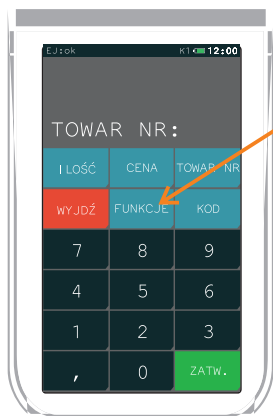 EJ:ok K1 12:00
TOWAR NR:
IŁOŚĆ CENA TOWAR NR
WYJDŹ FUNKCJE KOD
7 8 9
4 5 6
1 2 3
, 0 ZATW.